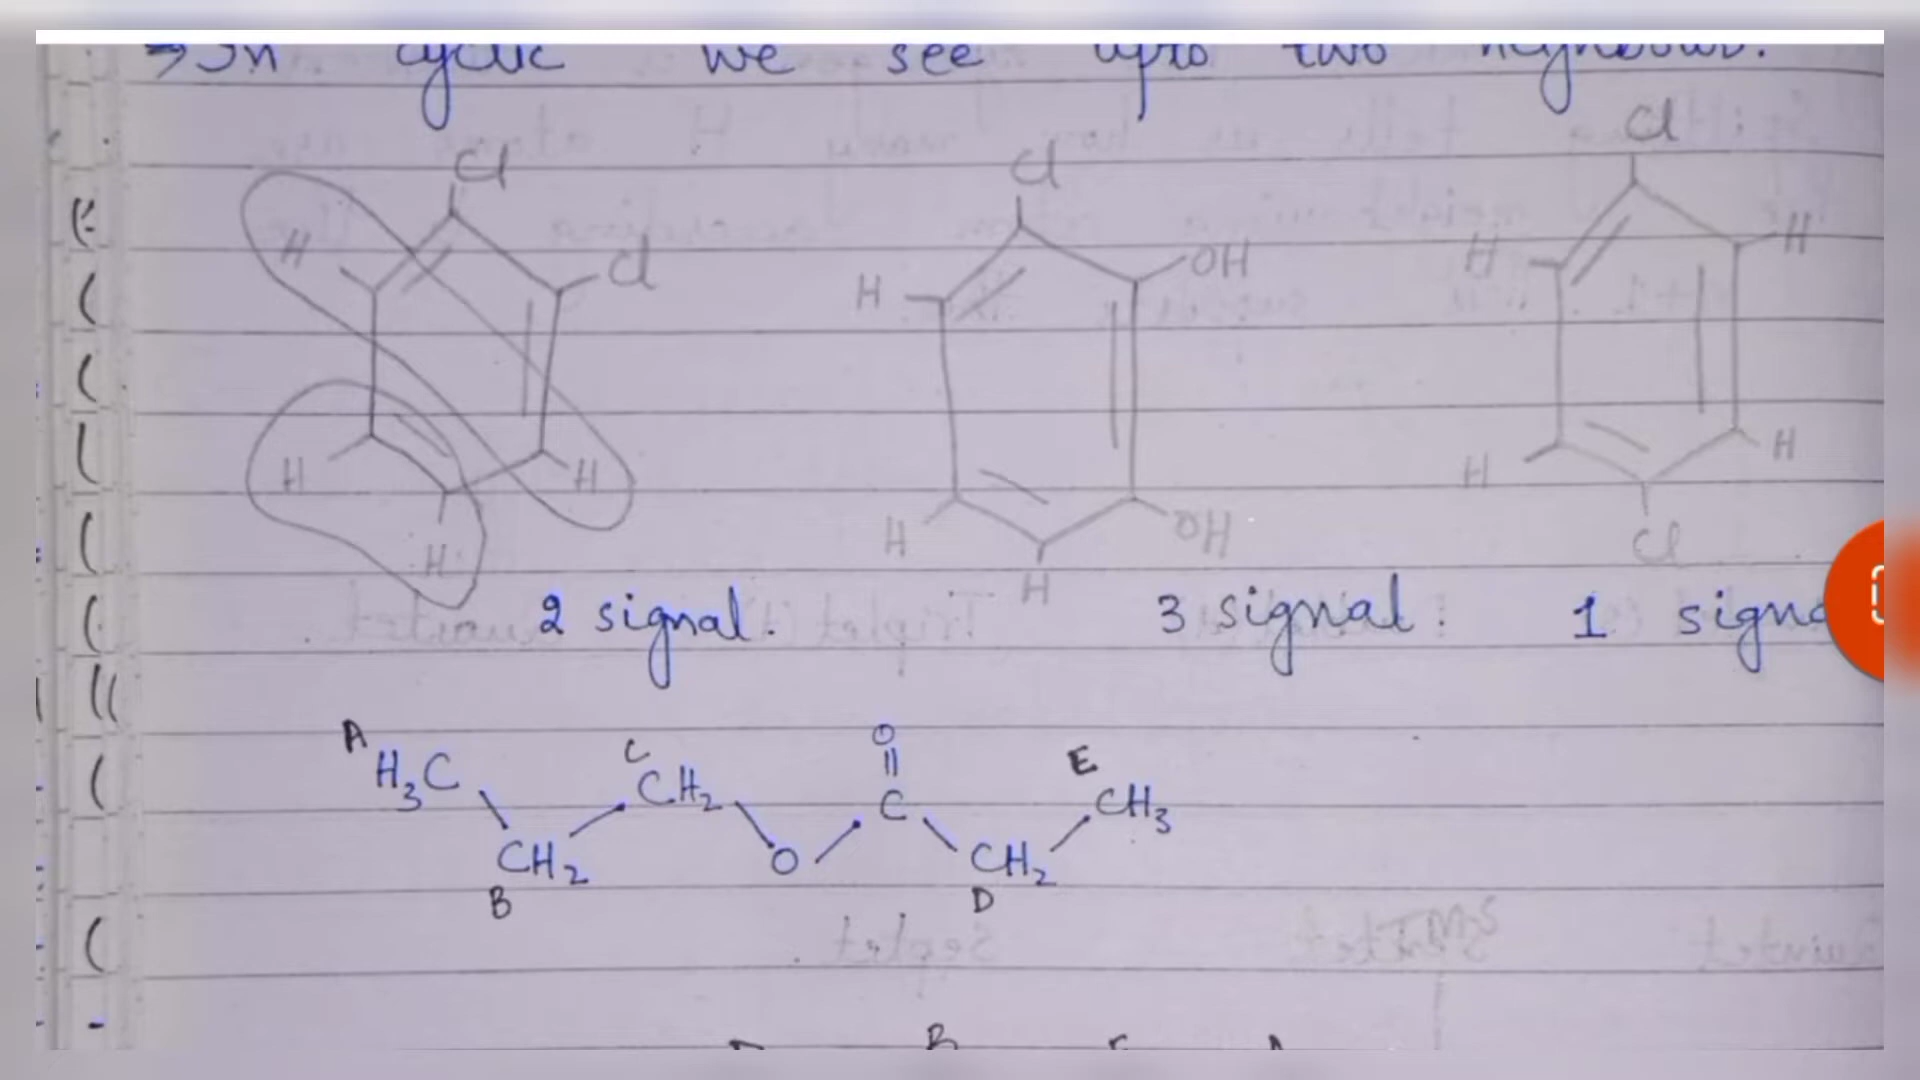 → In cyclic we see upto two neighbours.
Cl Cl Cl
H Cl H OH H H
H H H OH H H
H H Cl
2 signal. 3 signal. 1
A C O E
H₃C CH₂ C CH₃
CH₂ O CH₂
B D